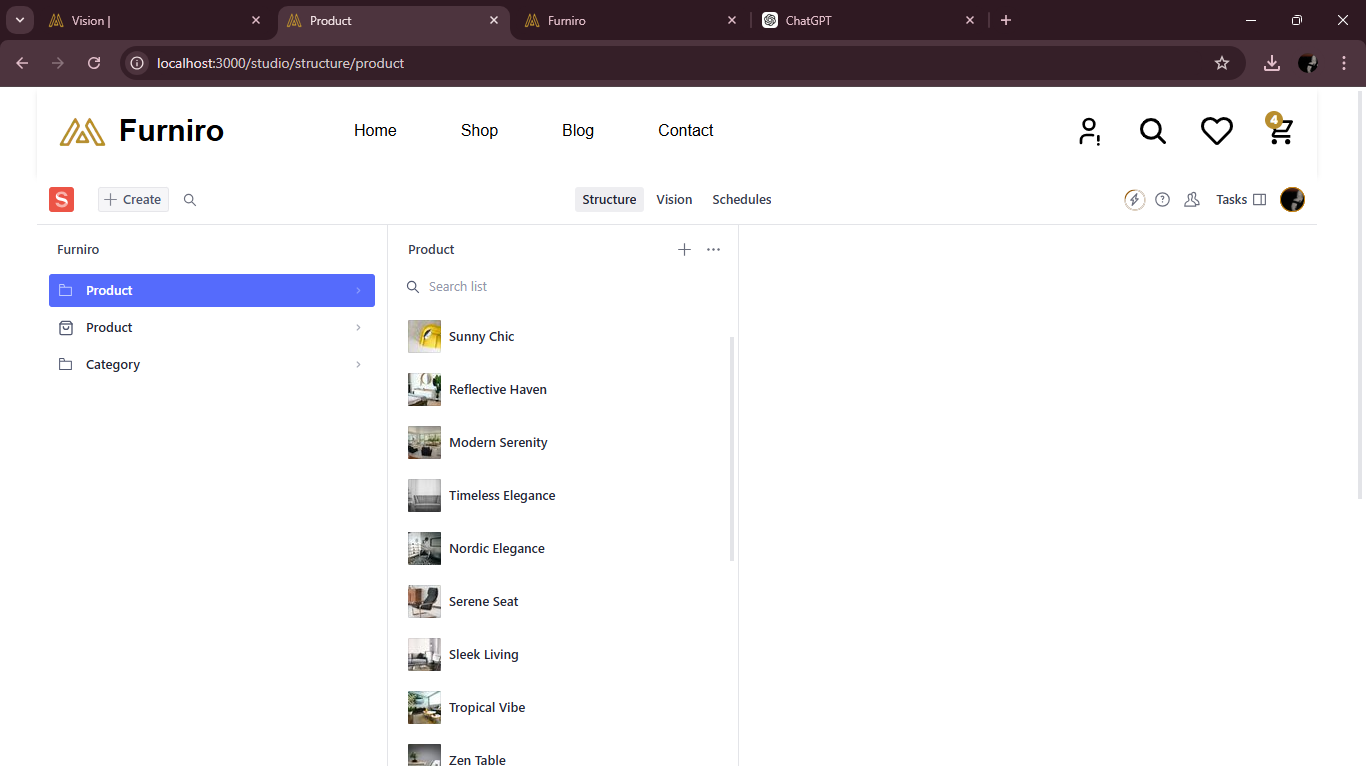 Vision |
Product
Furniro
ChatGPT
localhost:3000/studio/structure/product
Furniro
Home
Shop
Blog
Contact
4
S
Create
Structure
Vision
Schedules
Tasks
Furniro
Product
Product
Category
Product
Search list
Sunny Chic
Reflective Haven
Modern Serenity
Timeless Elegance
Nordic Elegance
Serene Seat
Sleek Living
Tropical Vibe
Zen Table